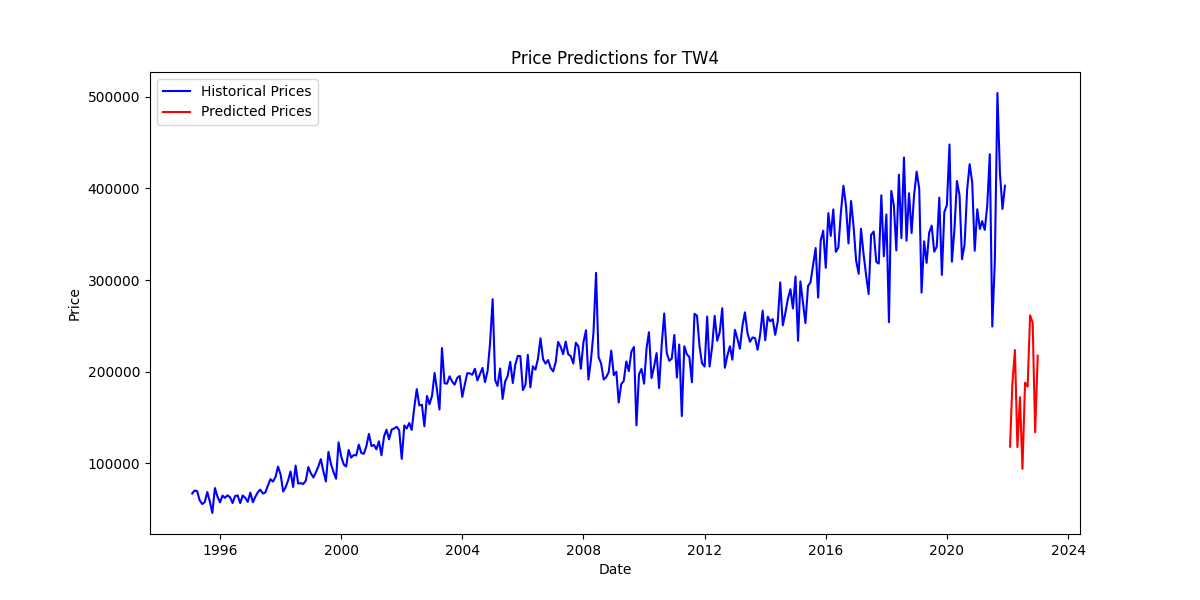 Price Predictions for TW4
Historical Prices
Predicted Prices
500000
400000
300000
200000
100000
Price
1996
2000
2004
2008
2012
2016
2020
2024
Date